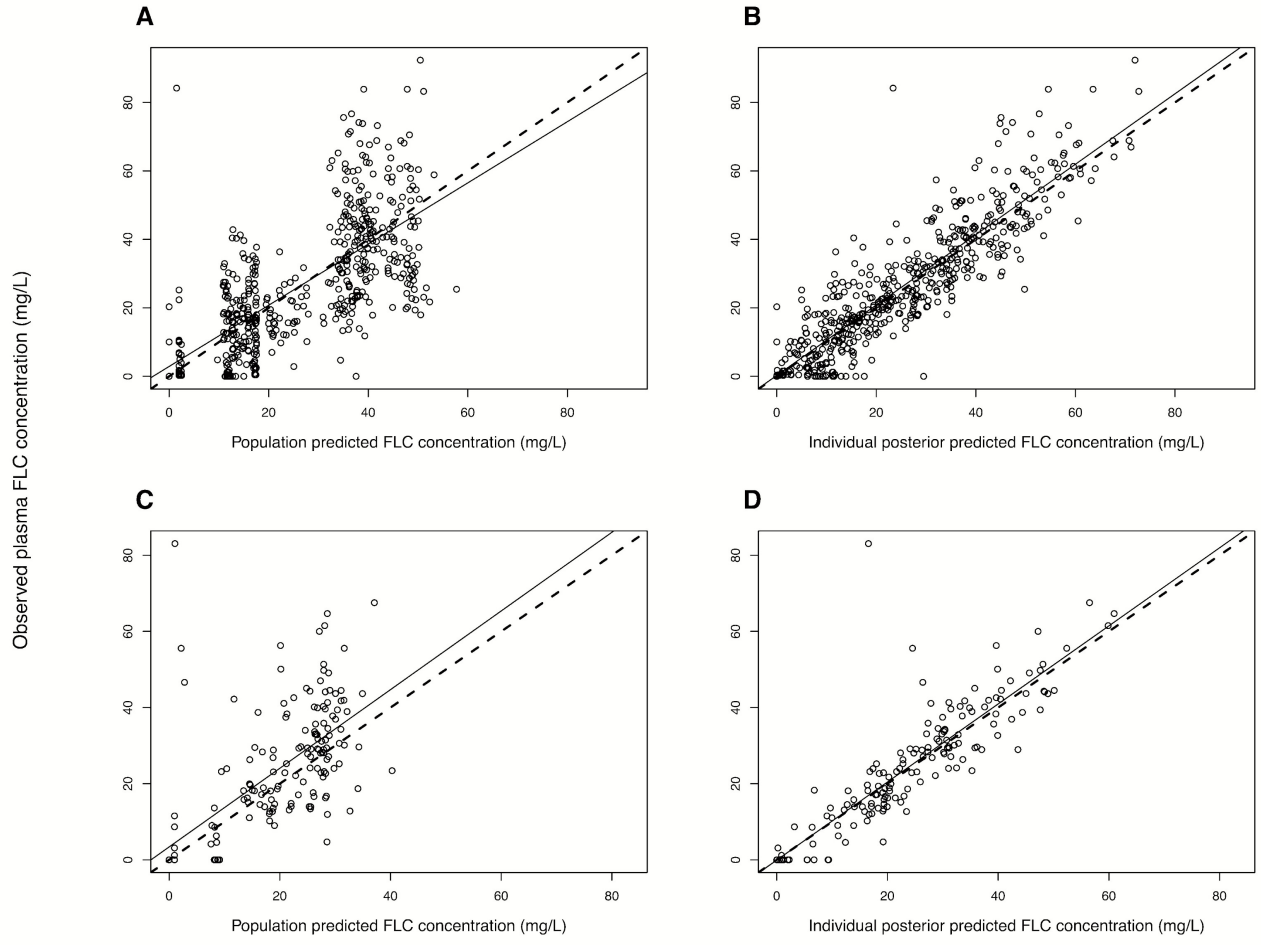 A
B
80
60
40
20
0
0 20 40 60 80
Population predicted FLC concentration (mg/L)
80
60
40
20
0
0 20 40 60 80
Individual posterior predicted FLC concentration (mg/L)
Observed plasma FLC concentration (mg/L)
C
D
80
60
40
20
0
0 20 40 60 80
Population predicted FLC concentration (mg/L)
80
60
40
20
0
0 20 40 60 80
Individual posterior predicted FLC concentration (mg/L)